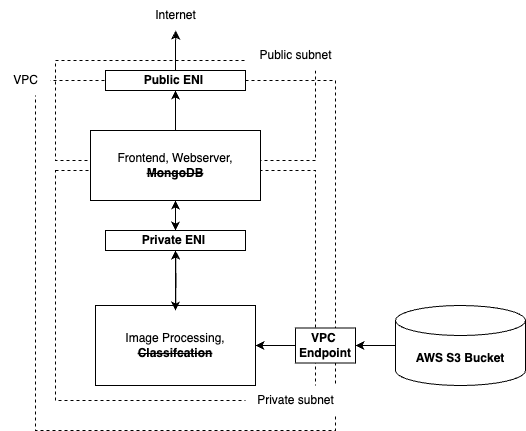 Internet
Public subnet
VPC
Public ENI
Frontend, Webserver,
MongoDB
Private ENI
Image Processing,
Classifcation
VPC
Endpoint
AWS S3 Bucket
Private subnet